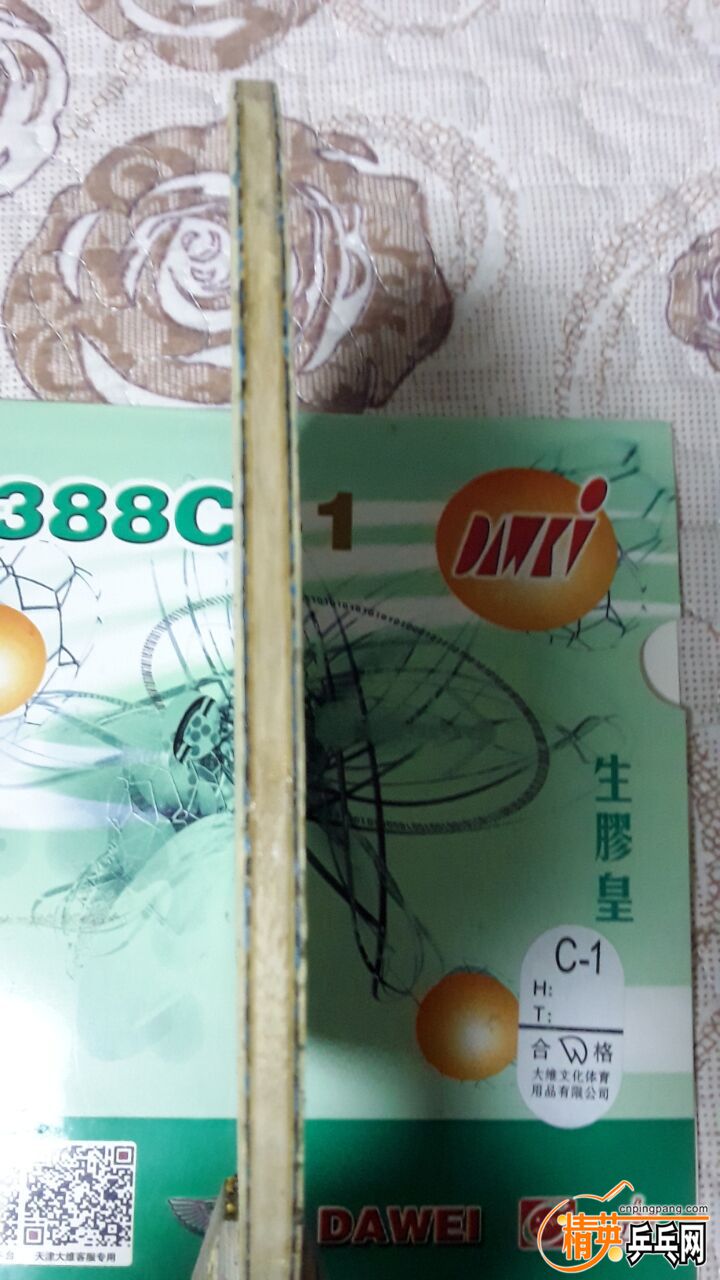 388C 1
DAWEI
生膠皇
C-1
H:
T:
合 格
大维文化体育
用品有限公司
DAWEI
天津大维客服专用
cnpingpang.com
精英乒乓网